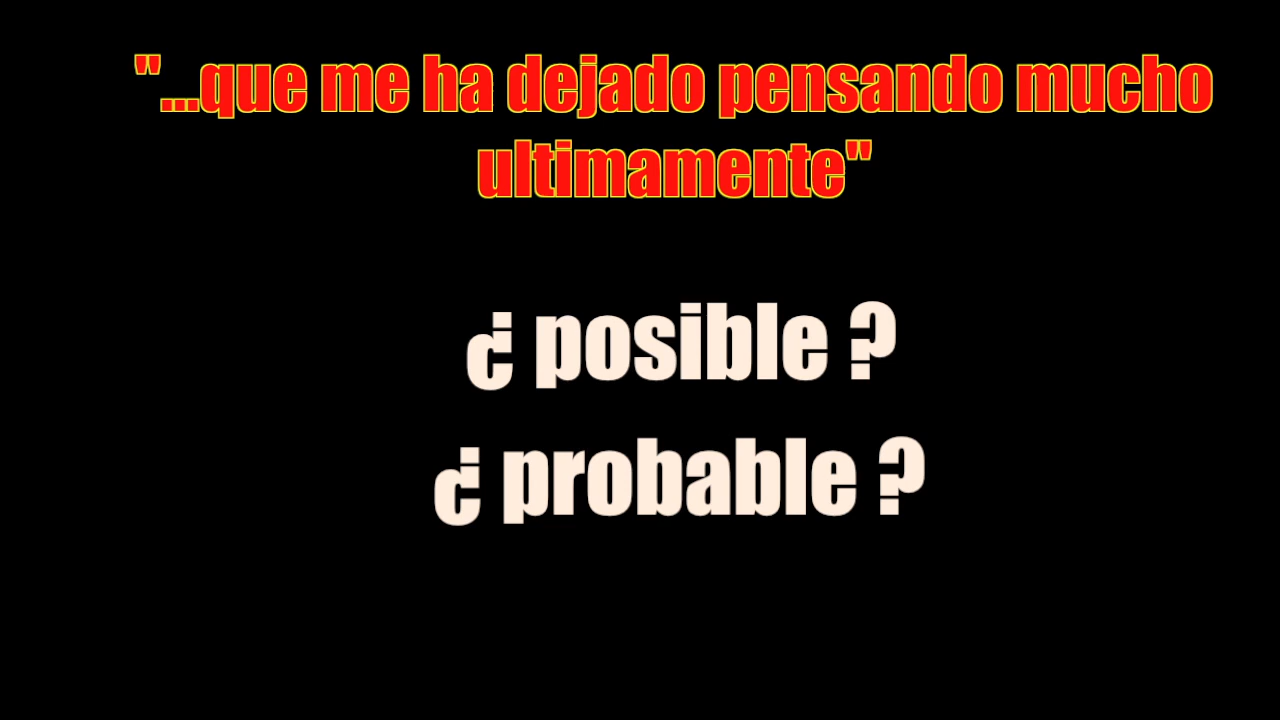 "...que me ha dejado pensando mucho
ultimamente"
¿ posible ?
¿ probable ?